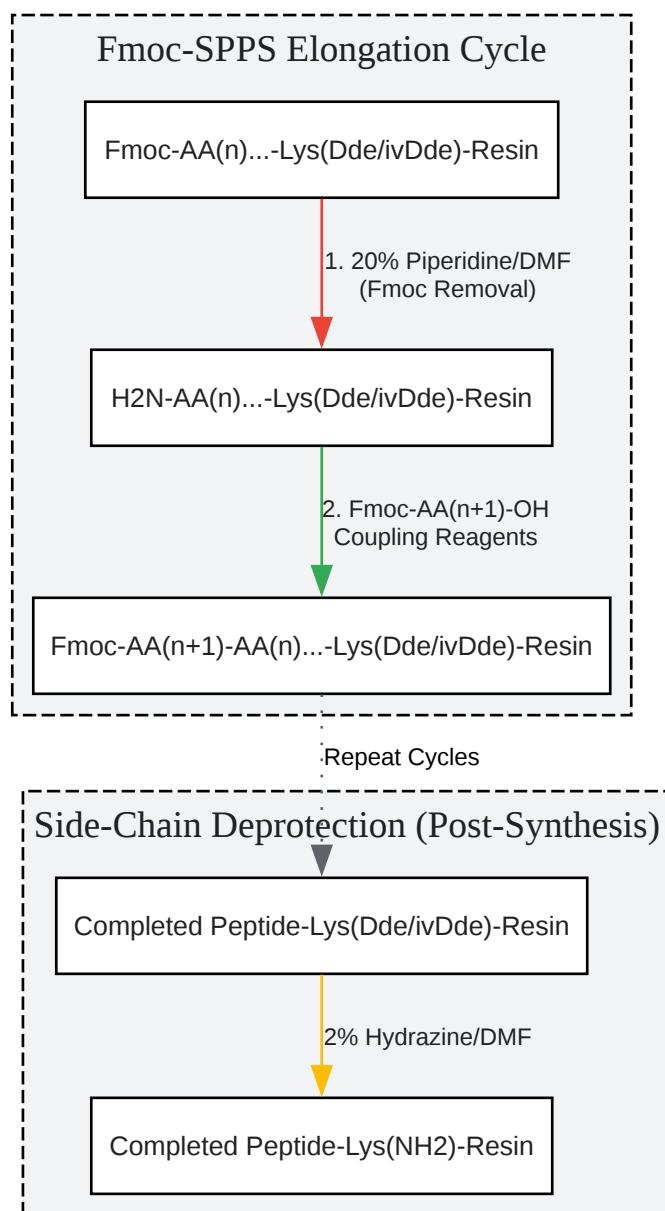 Fmoc-SPPS Elongation Cycle
Fmoc-AA(n)...-Lys(Dde/ivDde)-Resin
1. 20% Piperidine/DMF
(Fmoc Removal)
H2N-AA(n)...-Lys(Dde/ivDde)-Resin
2. Fmoc-AA(n+1)-OH
Coupling Reagents
Fmoc-AA(n+1)-AA(n)...-Lys(Dde/ivDde)-Resin
Repeat Cycles
Side-Chain Deprotection (Post-Synthesis)
Completed Peptide-Lys(Dde/ivDde)-Resin
2% Hydrazine/DMF
Completed Peptide-Lys(NH2)-Resin